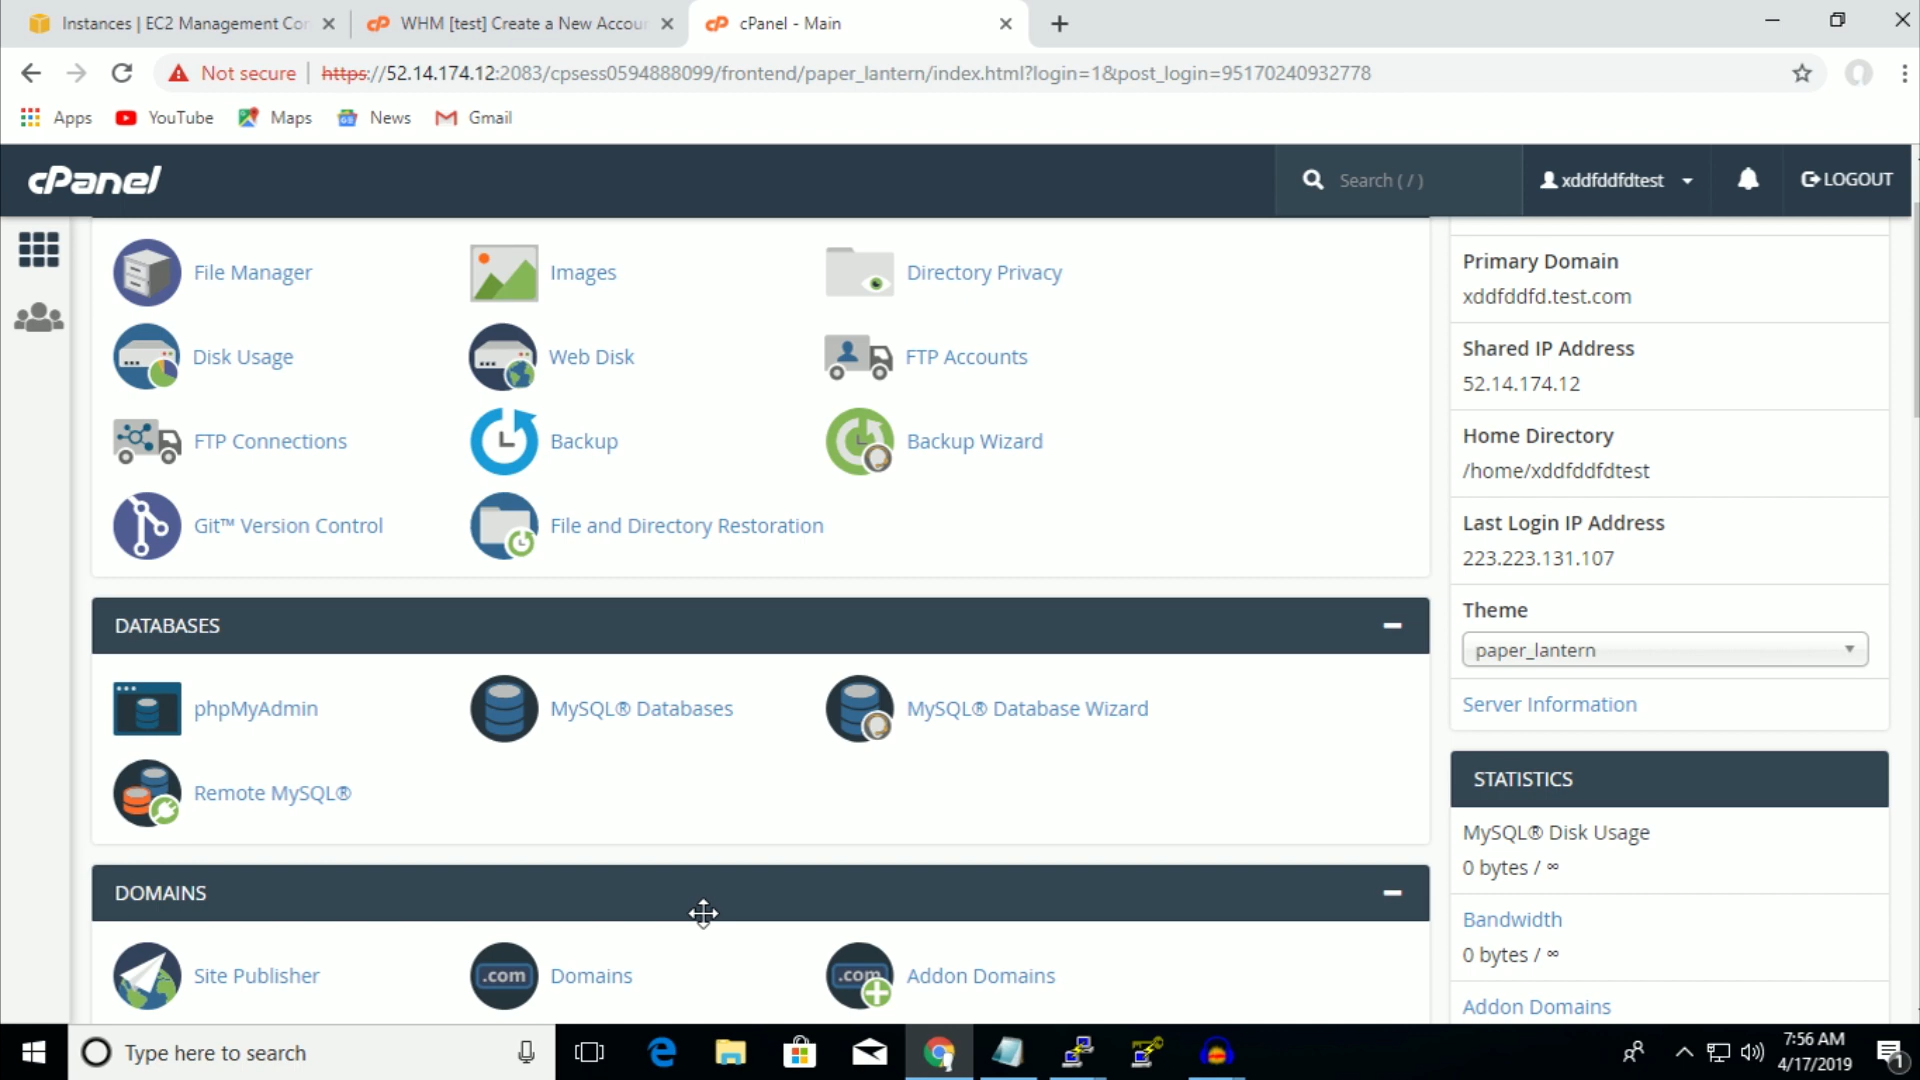 Instances | EC2 Management Con
WHM [test] Create a New Accoun
cPanel - Main
Not secure
https://52.14.174.12:2083/cpsess0594888099/frontend/paper_lantern/index.html?login=1&post_login=95170240932778
Apps
YouTube
Maps
News
Gmail
cPanel
Search ( / )
xddfddfdtest
LOGOUT
File Manager
Images
Directory Privacy
Disk Usage
Web Disk
FTP Accounts
FTP Connections
Backup
Backup Wizard
Git™ Version Control
File and Directory Restoration
DATABASES
phpMyAdmin
MySQL® Databases
MySQL® Database Wizard
Remote MySQL®
DOMAINS
Site Publisher
.com
Domains
.com
Addon Domains
Primary Domain
xddfddfd.test.com
Shared IP Address
52.14.174.12
Home Directory
/home/xddfddfdtest
Last Login IP Address
223.223.131.107
Theme
paper_lantern
Server Information
STATISTICS
MySQL® Disk Usage
0 bytes / ∞
Bandwidth
0 bytes / ∞
Addon Domains
Type here to search
7:56 AM
4/17/2019
1